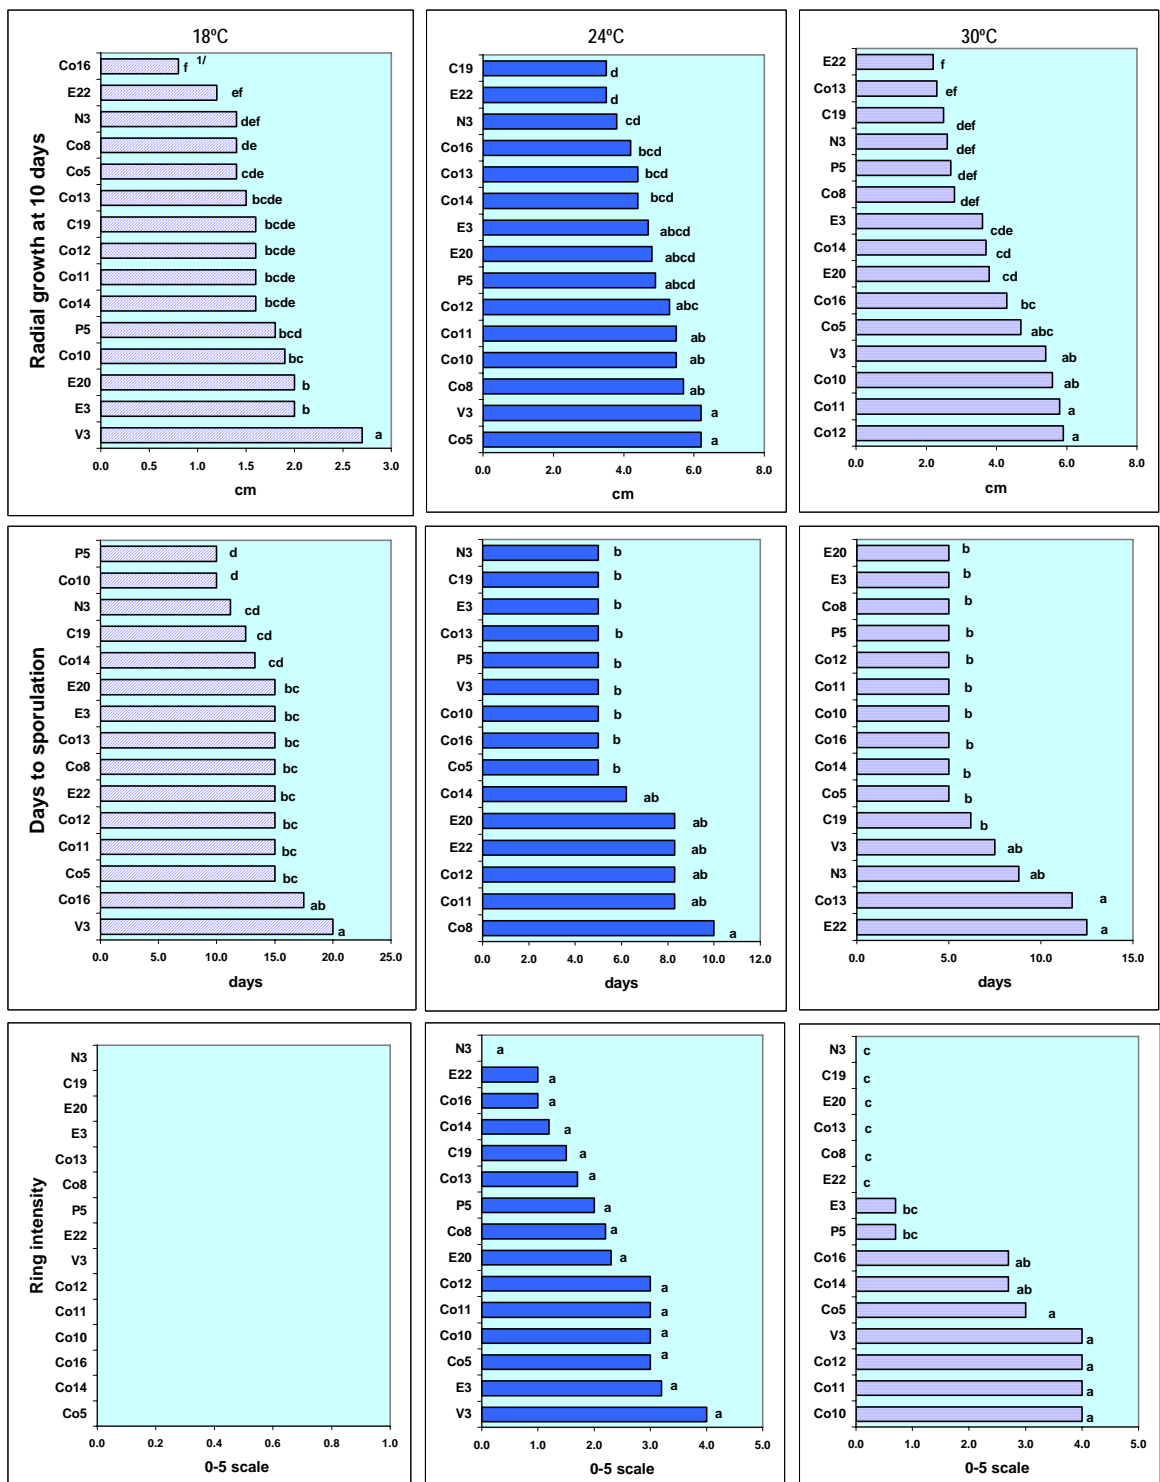 18ºC
Radial growth at 10 days
Co16 f 1/
E22 ef
N3 def
Co8 de
Co5 cde
Co13 bcde
C19 bcde
Co12 bcde
Co11 bcde
Co14 bcde
P5 bcd
Co10 bc
E20 b
E3 b
V3 a
0.0 0.5 1.0 1.5 2.0 2.5 3.0
cm
24ºC
C19 d
E22 d
N3 cd
Co16 bcd
Co13 bcd
Co14 bcd
E3 abcd
E20 abcd
P5 abcd
Co12 abc
Co11 ab
Co10 ab
Co8 ab
V3 a
Co5 a
0.0 2.0 4.0 6.0 8.0
cm
30ºC
E22 f
Co13 ef
C19 def
N3 def
P5 def
Co8 def
E3 cde
Co14 cd
E20 cd
Co16 bc
Co5 abc
V3 ab
Co10 ab
Co11 a
Co12 a
0.0 2.0 4.0 6.0 8.0
cm
Days to sporulation
P5 d
Co10 d
N3 cd
C19 cd
Co14 cd
E20 bc
E3 bc
Co13 bc
Co8 bc
E22 bc
Co12 bc
Co11 bc
Co5 bc
Co16 ab
V3 a
0.0 5.0 10.0 15.0 20.0 25.0
days
N3 b
C19 b
E3 b
Co13 b
P5 b
V3 b
Co10 b
Co16 b
Co5 b
Co14 ab
E20 ab
E22 ab
Co12 ab
Co11 ab
Co8 a
0.0 2.0 4.0 6.0 8.0 10.0 12.0
days
E20 b
E3 b
Co8 b
P5 b
Co12 b
Co11 b
Co10 b
Co16 b
Co14 b
Co5 b
C19 b
V3 ab
N3 ab
Co13 a
E22 a
0.0 5.0 10.0 15.0
days
Ring intensity
N3
C19
E20
E3
Co13
Co8
P5
E22
V3
Co12
Co11
Co10
Co16
Co14
Co5
0.0 0.2 0.4 0.6 0.8 1.0
0-5 scale
N3 a
E22 a
Co16 a
Co14 a
C19 a
Co13 a
P5 a
Co8 a
E20 a
Co12 a
Co11 a
Co10 a
Co5 a
E3 a
V3 a
0.0 1.0 2.0 3.0 4.0 5.0
0-5 scale
N3 c
C19 c
E20 c
Co13 c
Co8 c
E22 c
E3 bc
P5 bc
Co16 ab
Co14 ab
Co5 a
V3 a
Co12 a
Co11 a
Co10 a
0.0 1.0 2.0 3.0 4.0 5.0
0-5 scale